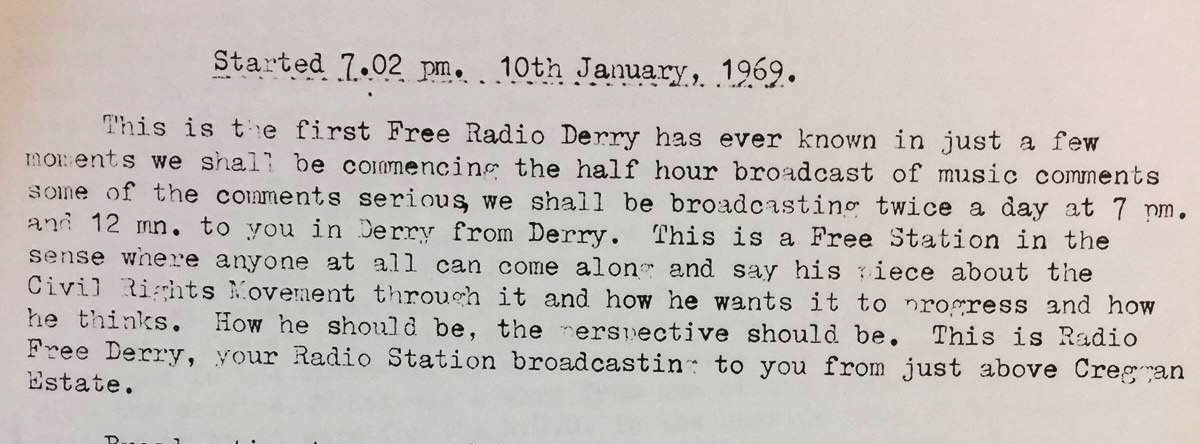 Started 7.02 pm. 10th January, 1969.
This is the first Free Radio Derry has ever known in just a few
moments we shall be commencing the half hour broadcast of music comments
some of the comments serious, we shall be broadcasting twice a day at 7 pm.
and 12 mn. to you in Derry from Derry. This is a Free Station in the
sense where anyone at all can come along and say his piece about the
Civil Rights Movement through it and how he wants it to progress and how
he thinks. How he should be, the perspective should be. This is Radio
Free Derry, your Radio Station broadcasting to you from just above Creggan
Estate.